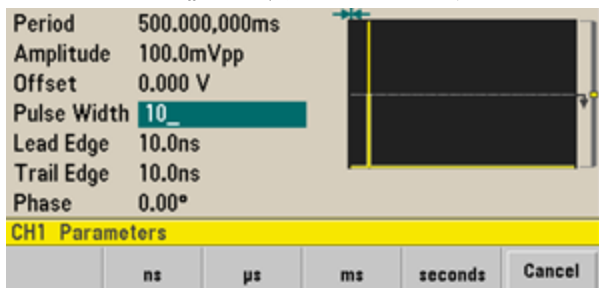 Period 500.000,000ms
Amplitude 100.0mVpp
Offset 0.000 V
Pulse Width 10_
Lead Edge 10.0ns
Trail Edge 10.0ns
Phase 0.00°
CH1 Parameters
ns µs ms seconds Cancel